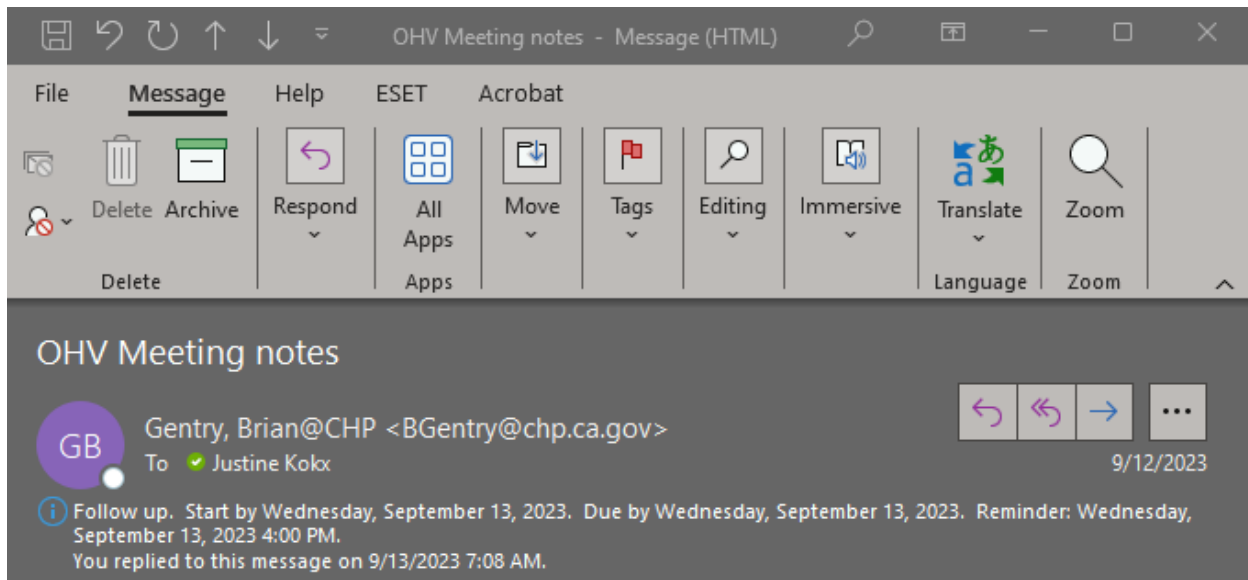 OHV Meeting notes - Message (HTML)
File Message Help ESET Acrobat
Delete Archive Respond All Apps Move Tags Editing Immersive Translate Zoom
Delete Apps Language Zoom
OHV Meeting notes
GB
Gentry, Brian@CHP <BGentry@chp.ca.gov>
To Justine Kokx
9/12/2023
Follow up. Start by Wednesday, September 13, 2023. Due by Wednesday, September 13, 2023. Reminder: Wednesday,
September 13, 2023 4:00 PM.
You replied to this message on 9/13/2023 7:08 AM.